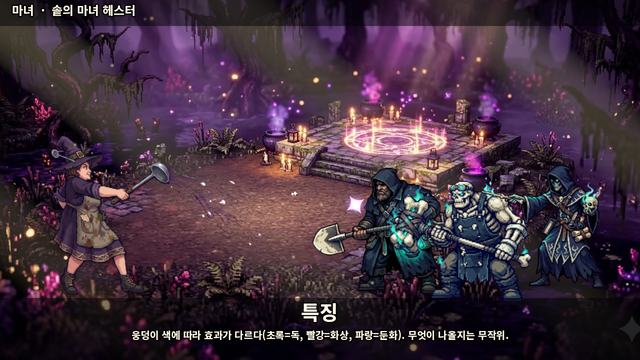 마녀 · 솥의 마녀 헤스터
특징
웅덩이 색에 따라 효과가 다르다(초록=독, 빨강=화상, 파랑=둔화). 무엇이 나올지는 무작위.